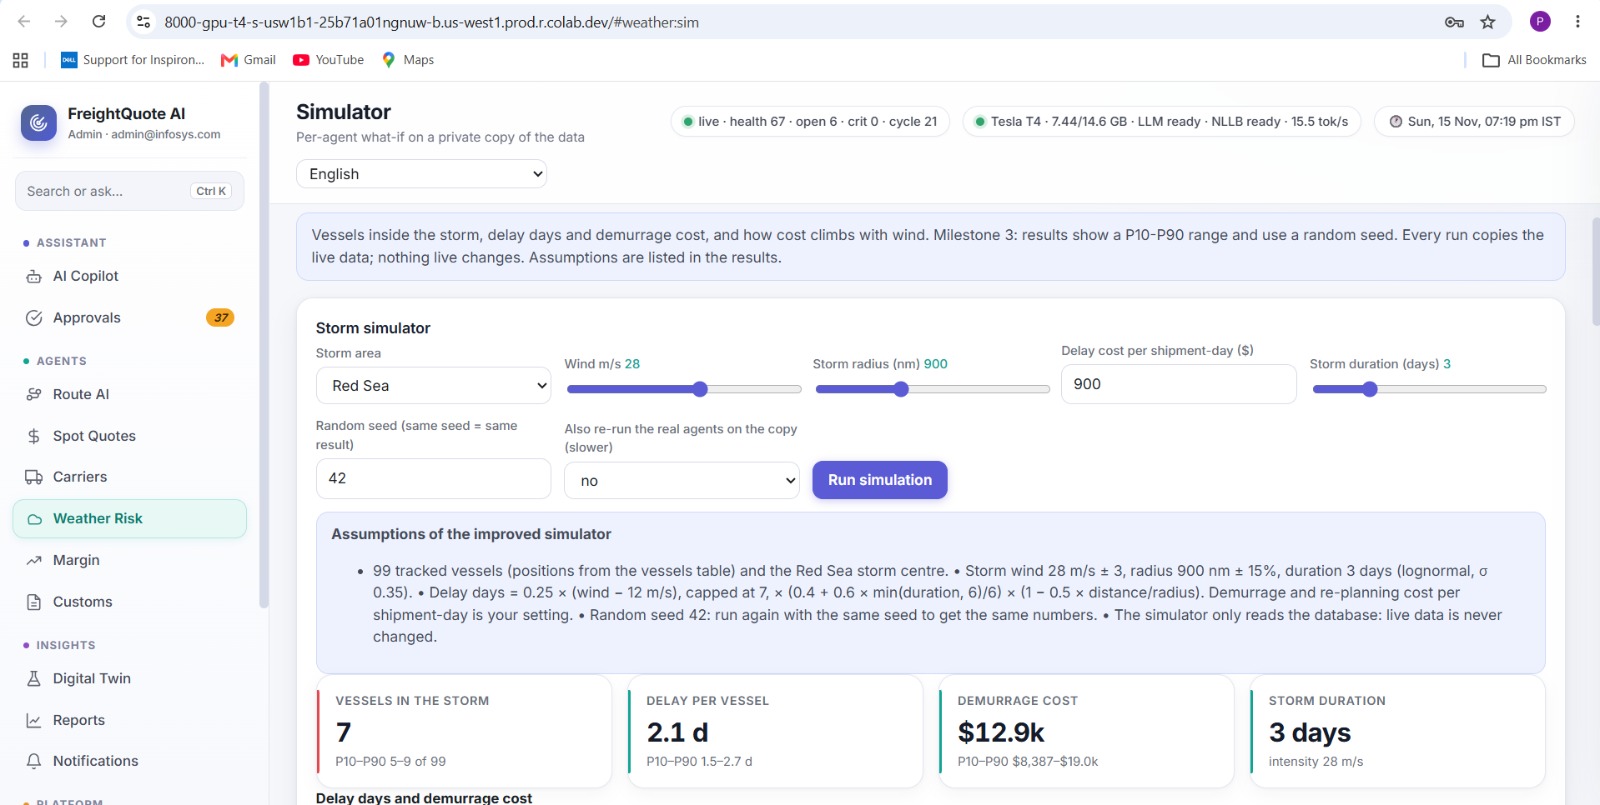 8000-gpu-t4-s-usw1b1-25b71a01ngnuw-b.us-west1.prod.r.colab.dev/#weather:sim
P
DELL
Support for Inspiron...
Gmail
YouTube
Maps
All Bookmarks
FreightQuote AI
Admin · admin@infosys.com
Search or ask...
Ctrl K
ASSISTANT
AI Copilot
Approvals
37
AGENTS
Route AI
Spot Quotes
Carriers
Weather Risk
Margin
Customs
INSIGHTS
Digital Twin
Reports
Notifications
PLATFORM
Simulator
Per-agent what-if on a private copy of the data
live · health 67 · open 6 · crit 0 · cycle 21
Tesla T4 · 7.44/14.6 GB · LLM ready · NLLB ready · 15.5 tok/s
Sun, 15 Nov, 07:19 pm IST
English
Vessels inside the storm, delay days and demurrage cost, and how cost climbs with wind. Milestone 3: results show a P10-P90 range and use a random seed. Every run copies the
live data; nothing live changes. Assumptions are listed in the results.
Storm simulator
Storm area
Red Sea
Wind m/s 28
Storm radius (nm) 900
Delay cost per shipment-day ($)
900
Storm duration (days) 3
Random seed (same seed = same
result)
42
Also re-run the real agents on the copy
(slower)
no
Run simulation
Assumptions of the improved simulator
• 99 tracked vessels (positions from the vessels table) and the Red Sea storm centre. • Storm wind 28 m/s ± 3, radius 900 nm ± 15%, duration 3 days (lognormal, σ
0.35). • Delay days = 0.25 × (wind − 12 m/s), capped at 7, × (0.4 + 0.6 × min(duration, 6)/6) × (1 − 0.5 × distance/radius). Demurrage and re-planning cost per
shipment-day is your setting. • Random seed 42: run again with the same seed to get the same numbers. • The simulator only reads the database: live data is never
changed.
VESSELS IN THE STORM
7
P10–P90 5–9 of 99
DELAY PER VESSEL
2.1 d
P10–P90 1.5–2.7 d
DEMURRAGE COST
$12.9k
P10–P90 $8,387–$19.0k
STORM DURATION
3 days
intensity 28 m/s
Delay days and demurrage cost